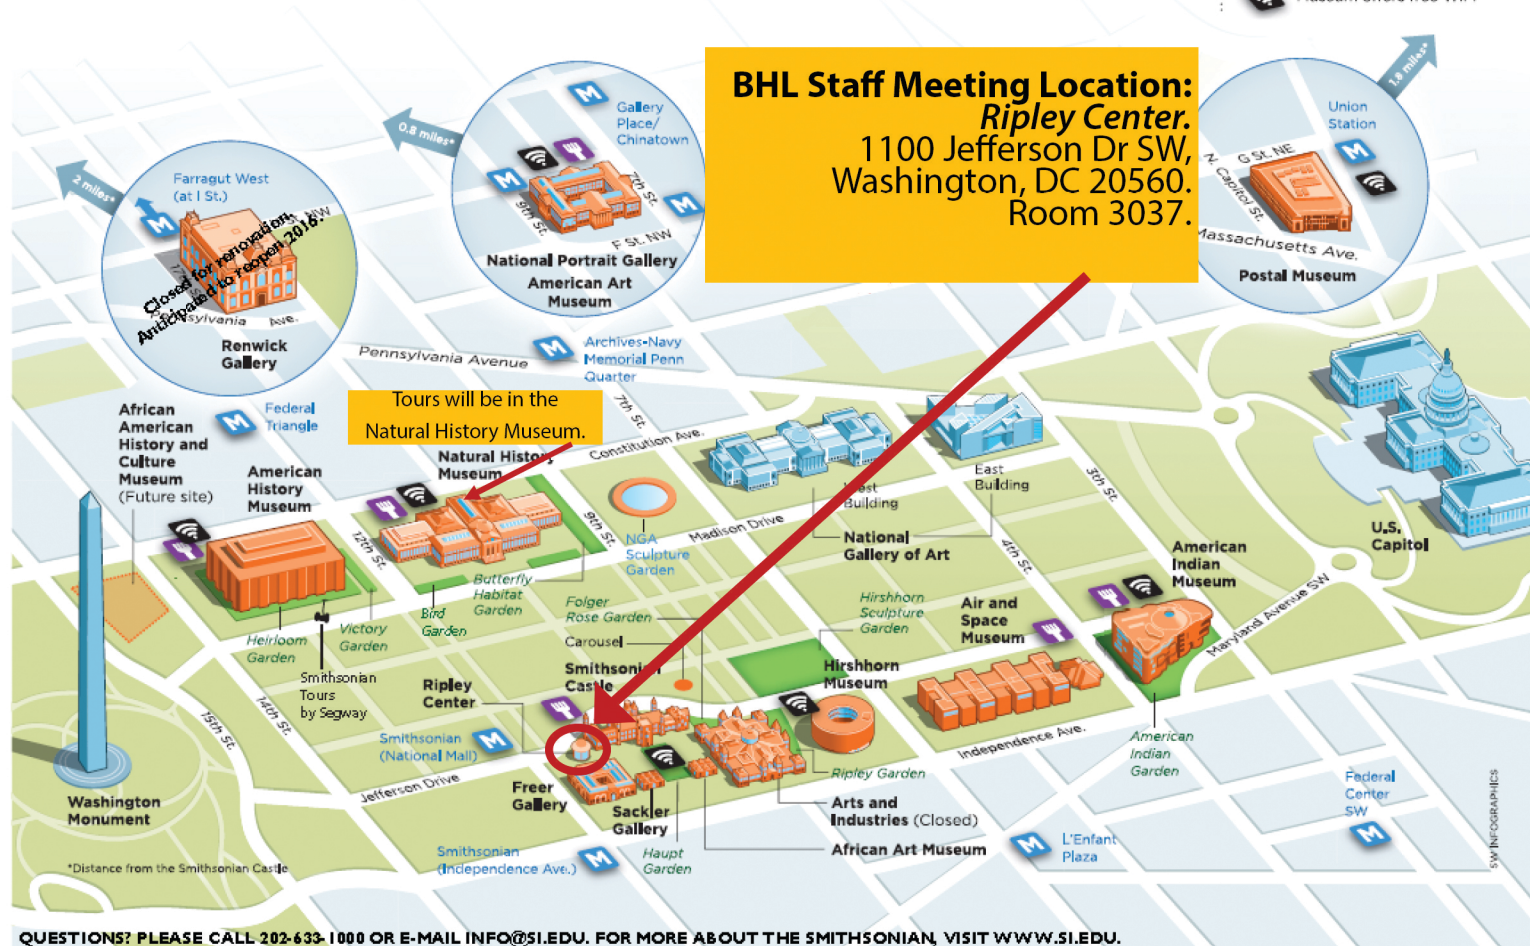 BHL Staff Meeting Location:
Ripley Center.
1100 Jefferson Dr SW,
Washington, DC 20560.
Room 3037.
1.8 miles*
Union
Station
M
G St. NE
N. Capitol St.
Massachusetts Ave.
Postal Museum
0.8 miles*
M
Gallery
Place/
Chinatown
M
7th St.
M
9th St.
F St. NW
National Portrait Gallery
American Art
Museum
2 miles*
Farragut West
(at I St.)
M
NW
Closed for renovation.
Anticipated to reopen 2016.
Pennsylvania Ave.
Renwick
Gallery
Pennsylvania Avenue
M
Archives-Navy
Memorial Penn
Quarter
7th St.
Tours will be in the
Natural History Museum.
African
American
History and
Culture
Museum
(Future site)
M
Federal
Triangle
American
History
Museum
Natural History
Museum
Constitution Ave.
12th St.
9th St.
NGA
Sculpture
Garden
Madison Drive
West
Building
East
Building
National
Gallery of Art
3rd St.
4th St.
U.S.
Capitol
American
Indian
Museum
Maryland Avenue SW
Butterfly
Habitat
Garden
Bird
Garden
Victory
Garden
Heirloom
Garden
Smithsonian
Tours
by Segway
Folger
Rose Garden
Carousel
Smithsonian
Castle
Hirshhorn
Sculpture
Garden
Air and
Space
Museum
Hirshhorn
Museum
Ripley
Center
Smithsonian
(National Mall)
M
15th St.
14th St.
Jefferson Drive
Independence Ave.
American
Indian
Garden
Ripley Garden
Freer
Gallery
Sackler
Gallery
Arts and
Industries (Closed)
African Art Museum
Haupt
Garden
Smithsonian
(Independence Ave.)
M
M
L'Enfant
Plaza
Federal
Center
SW
M
Washington
Monument
*Distance from the Smithsonian Castle
SW INFOGRAPHICS
QUESTIONS? PLEASE CALL 202-633-1000 OR E-MAIL INFO@SI.EDU. FOR MORE ABOUT THE SMITHSONIAN, VISIT WWW.SI.EDU.